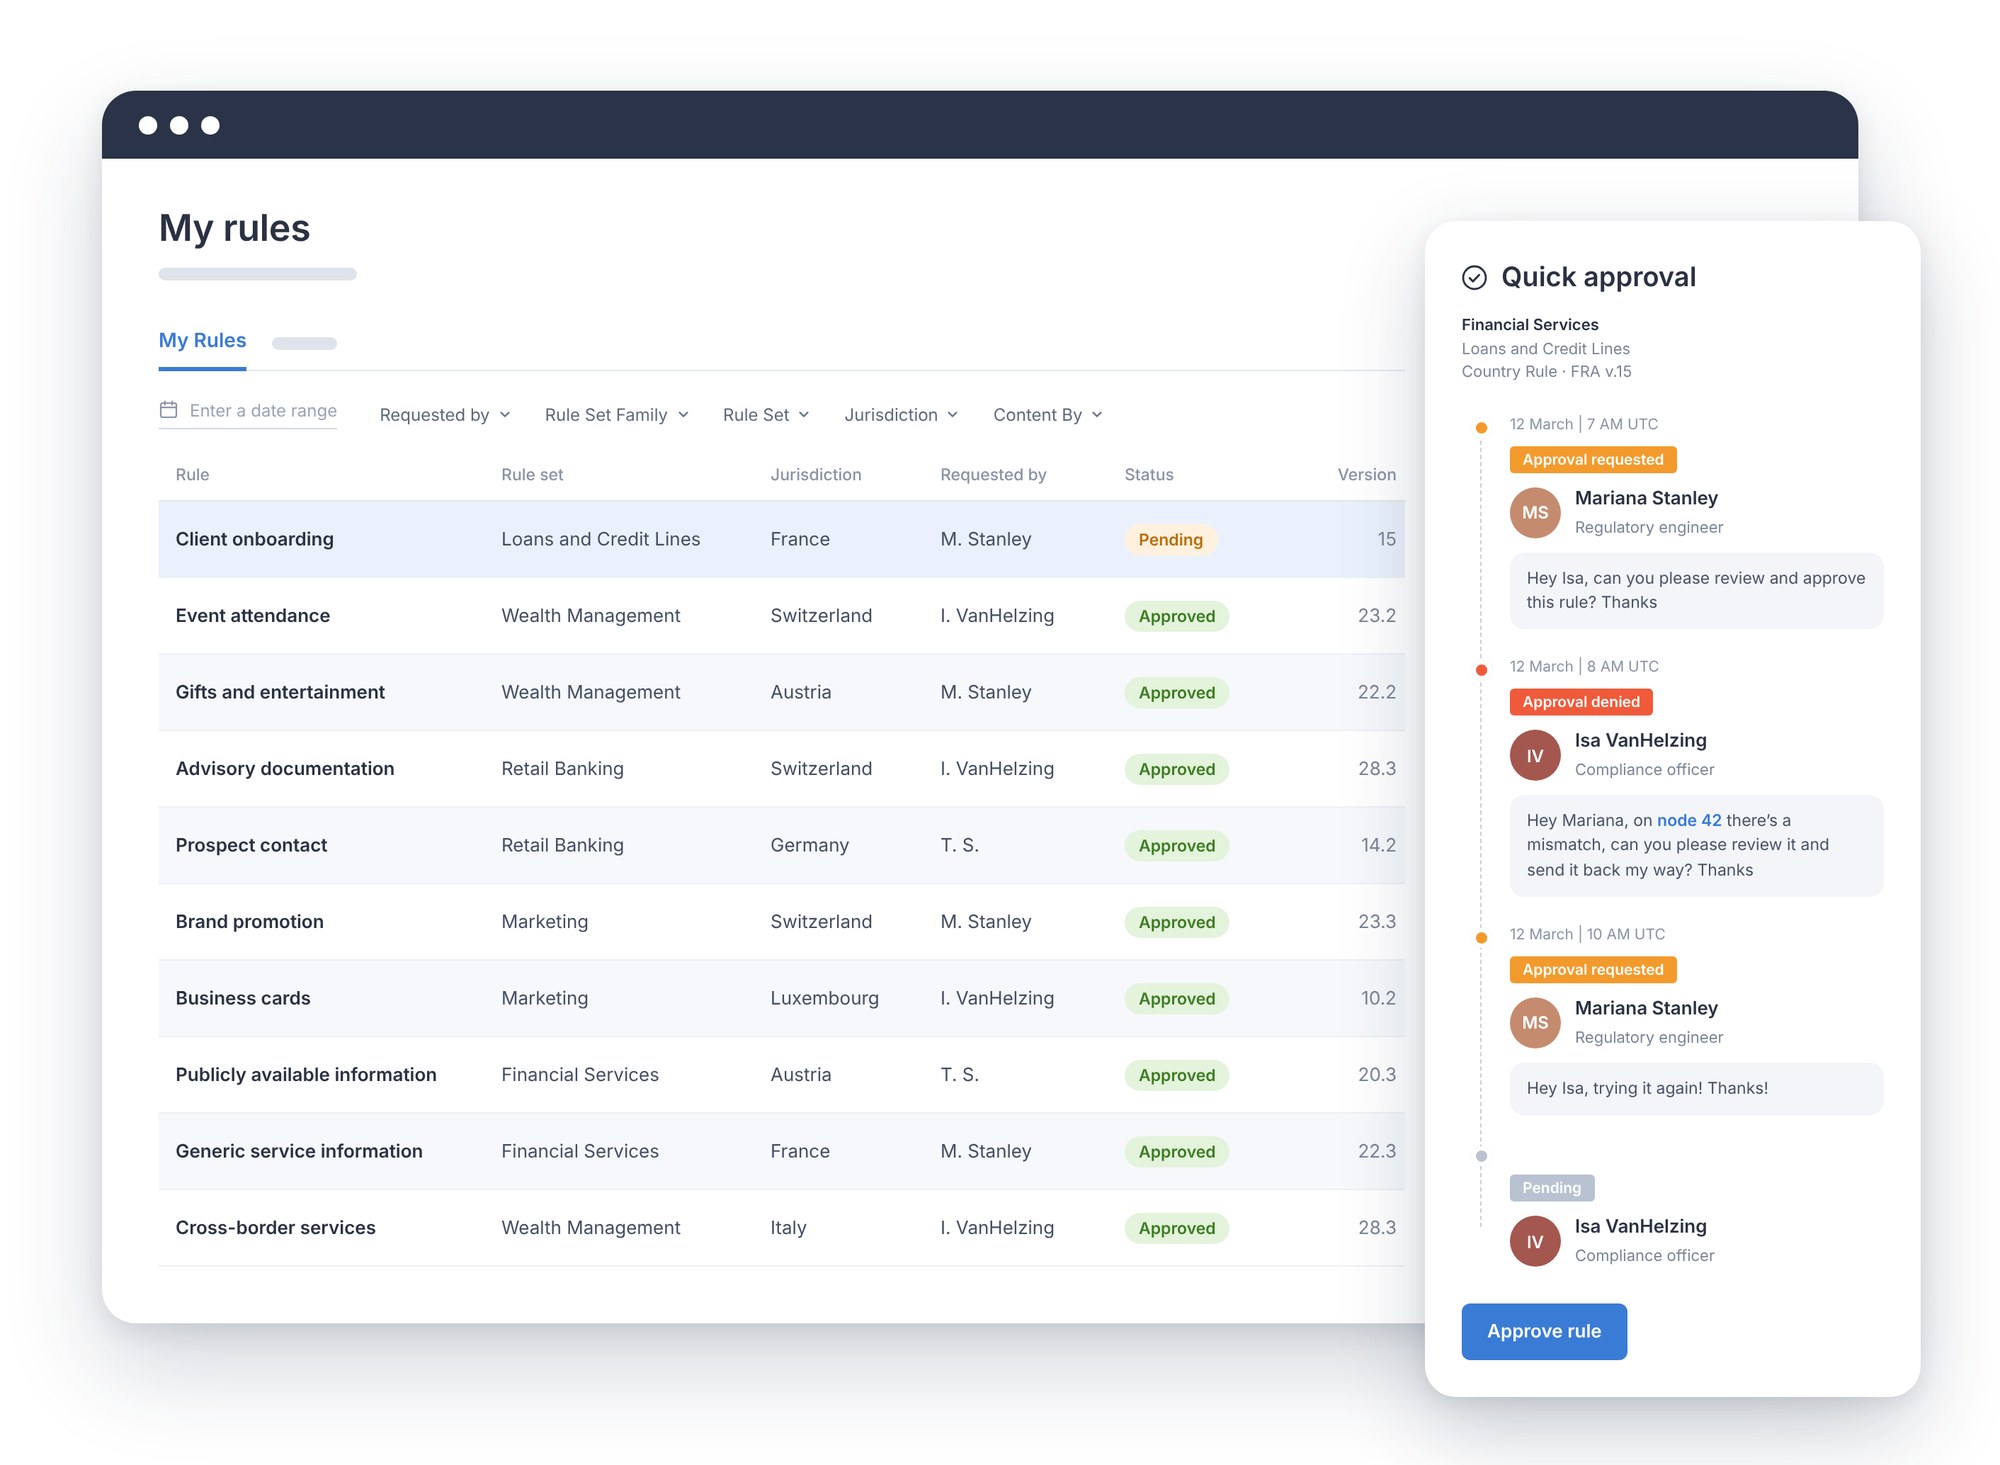 My rules
My Rules
Enter a date range Requested by Rule Set Family Rule Set Jurisdiction Content By
Rule Rule set Jurisdiction Requested by Status Version
Client onboarding Loans and Credit Lines France M. Stanley Pending 15
Event attendance Wealth Management Switzerland I. VanHelzing Approved 23.2
Gifts and entertainment Wealth Management Austria M. Stanley Approved 22.2
Advisory documentation Retail Banking Switzerland I. VanHelzing Approved 28.3
Prospect contact Retail Banking Germany T. S. Approved 14.2
Brand promotion Marketing Switzerland M. Stanley Approved 23.3
Business cards Marketing Luxembourg I. VanHelzing Approved 10.2
Publicly available information Financial Services Austria T. S. Approved 20.3
Generic service information Financial Services France M. Stanley Approved 22.3
Cross-border services Wealth Management Italy I. VanHelzing Approved 28.3
Quick approval
Financial Services
Loans and Credit Lines
Country Rule · FRA v.15
12 March | 7 AM UTC
Approval requested
MS
Mariana Stanley
Regulatory engineer
Hey Isa, can you please review and approve
this rule? Thanks
12 March | 8 AM UTC
Approval denied
IV
Isa VanHelzing
Compliance officer
Hey Mariana, on node 42 there’s a
mismatch, can you please review it and
send it back my way? Thanks
12 March | 10 AM UTC
Approval requested
MS
Mariana Stanley
Regulatory engineer
Hey Isa, trying it again! Thanks!
Pending
IV
Isa VanHelzing
Compliance officer
Approve rule